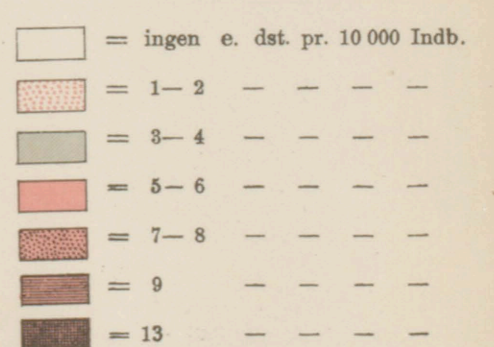 = ingen e. dst. pr. 10 000 Indb.
= 1— 2 — — — —
= 3— 4 — — — —
= 5— 6 — — — —
= 7— 8 — — — —
= 9 — — — —
= 13 — — — —